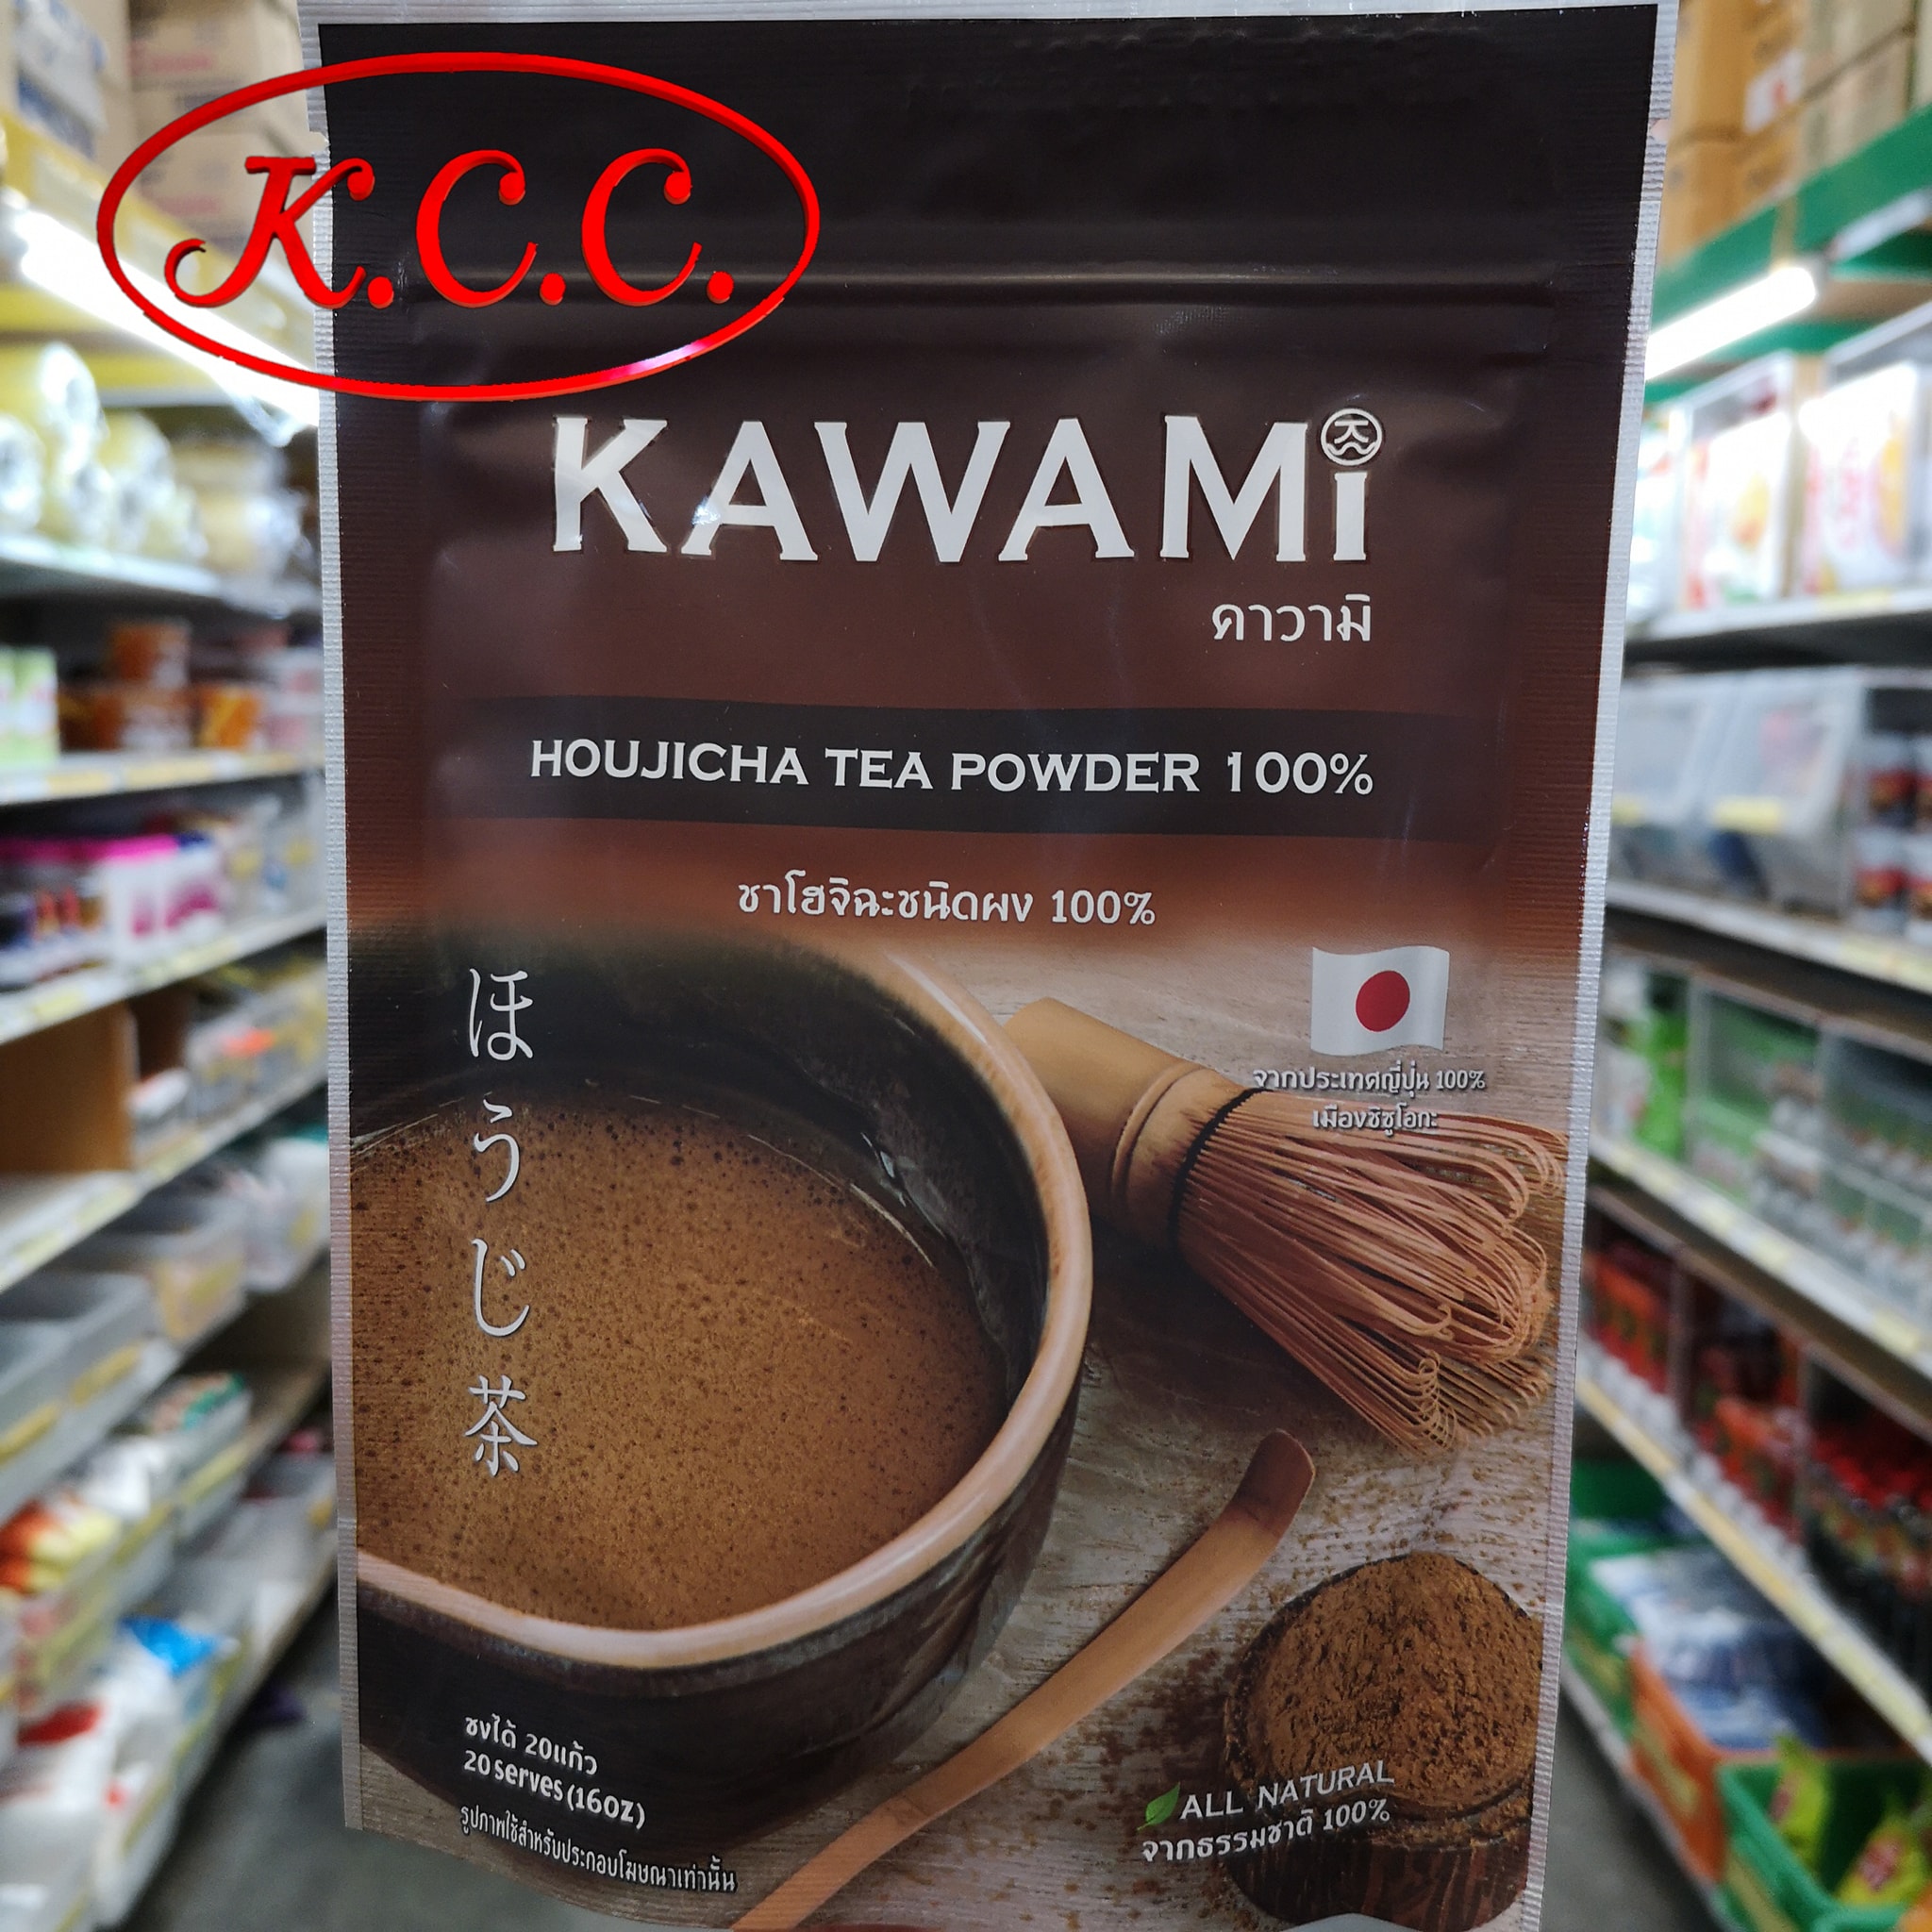 K.C.C.
KAWAMi
คาวามิ
HOUJICHA TEA POWDER 100%
ชาโฮจิฉะชนิดผง 100%
ほうじ茶
จากประเทศญี่ปุ่น 100%
เมืองชิซูโอกะ
ชงได้ 20แก้ว
20 serves (16OZ)
รูปภาพใช้สำหรับประกอบโฆษณาเท่านั้น
ALL NATURAL
จากธรรมชาติ 100%